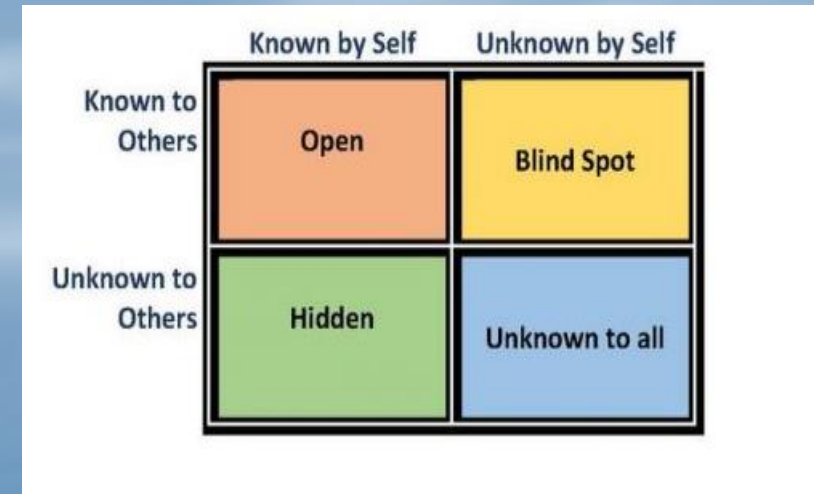 Known by Self Unknown by Self
Known to
Others
Open
Blind Spot
Unknown to
Others
Hidden
Unknown to all